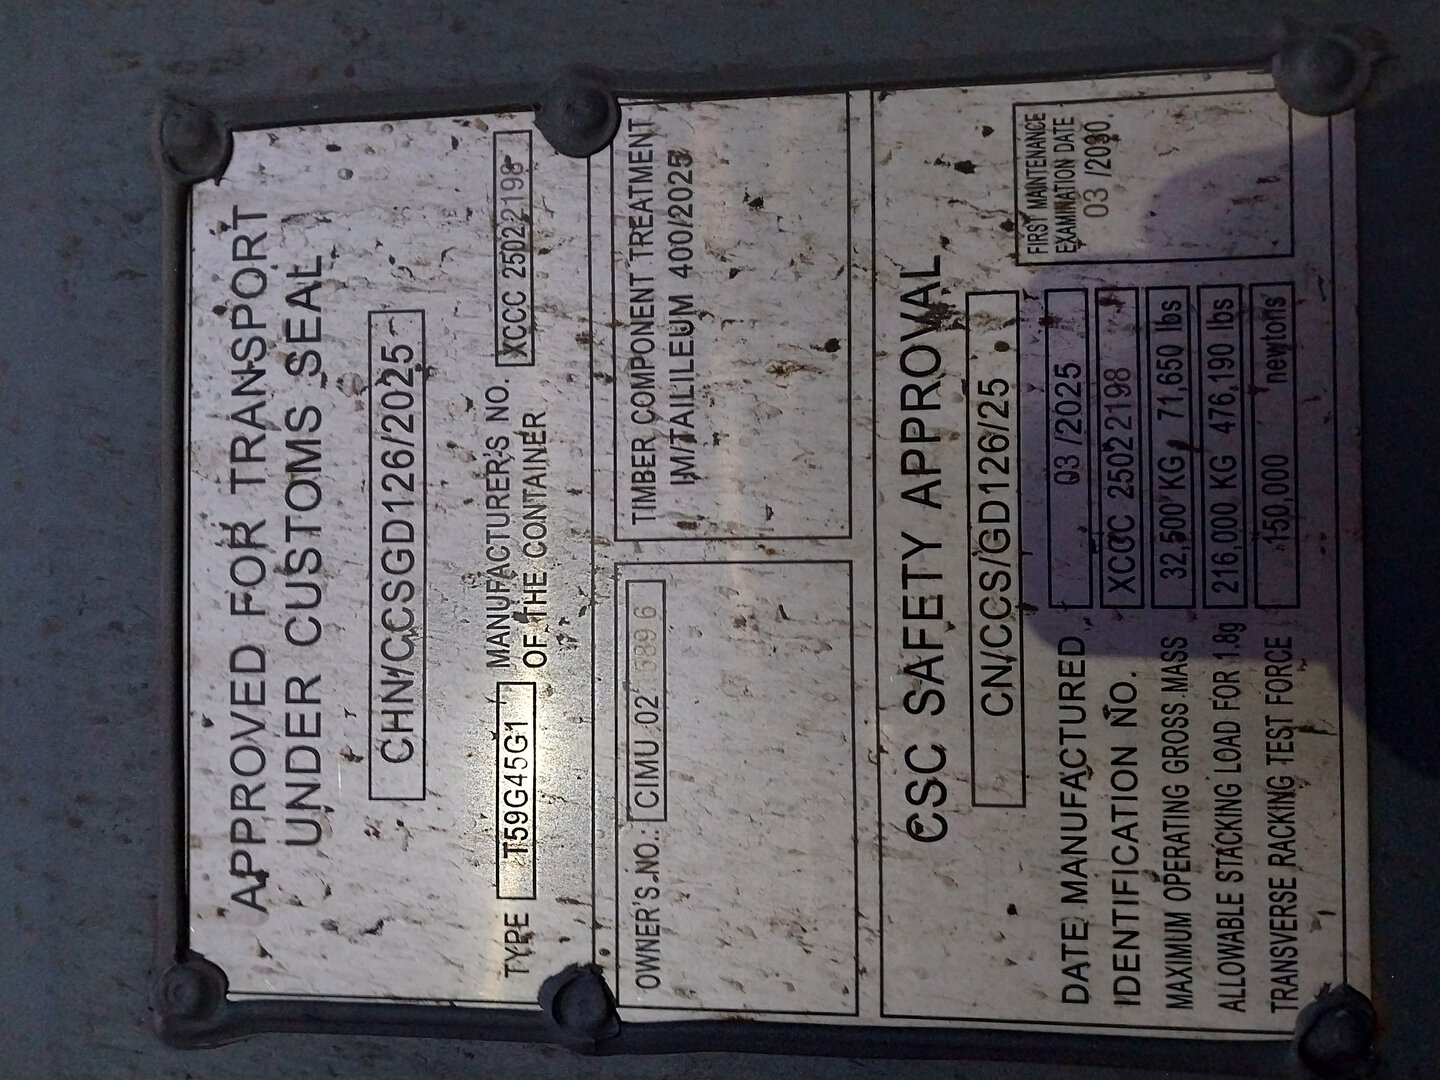 APPROVED FOR TRANSPORT
UNDER CUSTOMS SEAL
CHN/CCSGD126/2025
TYPE T59G45G1 MANUFACTURER'S NO. OF THE CONTAINER XCCC 25022198
OWNER'S NO.: CIMU 02
TIMBER COMPONENT TREATMENT
IM/TAILILEUM 400/2025
CSC SAFETY APPROVAL
CN/CCS/GD126/25
DATE MANUFACTURED 03 /2025
IDENTIFICATION NO. XCCC 25022198
MAXIMUM OPERATING GROSS MASS 32,500 KG 71,650 lbs
ALLOWABLE STACKING LOAD FOR 1.8g 216,000 KG 476,190 lbs
TRANSVERSE RACKING TEST FORCE 150,000 newtons
FIRST MAINTENANCE
EXAMINATION DATE
03 /2030